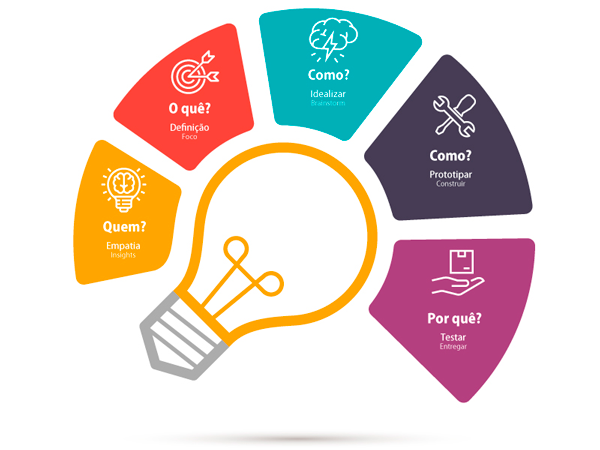 Quem?
Empatia
Insights
O quê?
Definição
Foco
Como?
Idealizar
Brainstorm
Como?
Prototipar
Construir
Por quê?
Testar
Entregar